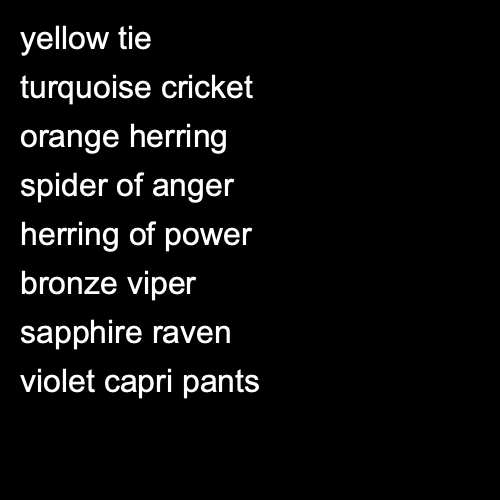 yellow tie
turquoise cricket
orange herring
spider of anger
herring of power
bronze viper
sapphire raven
violet capri pants